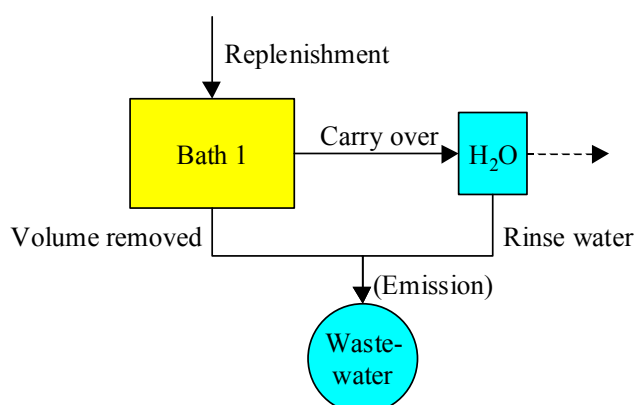 Replenishment
Carry over
Bath 1
H₂O
Volume removed
Rinse water
(Emission)
Waste-
water